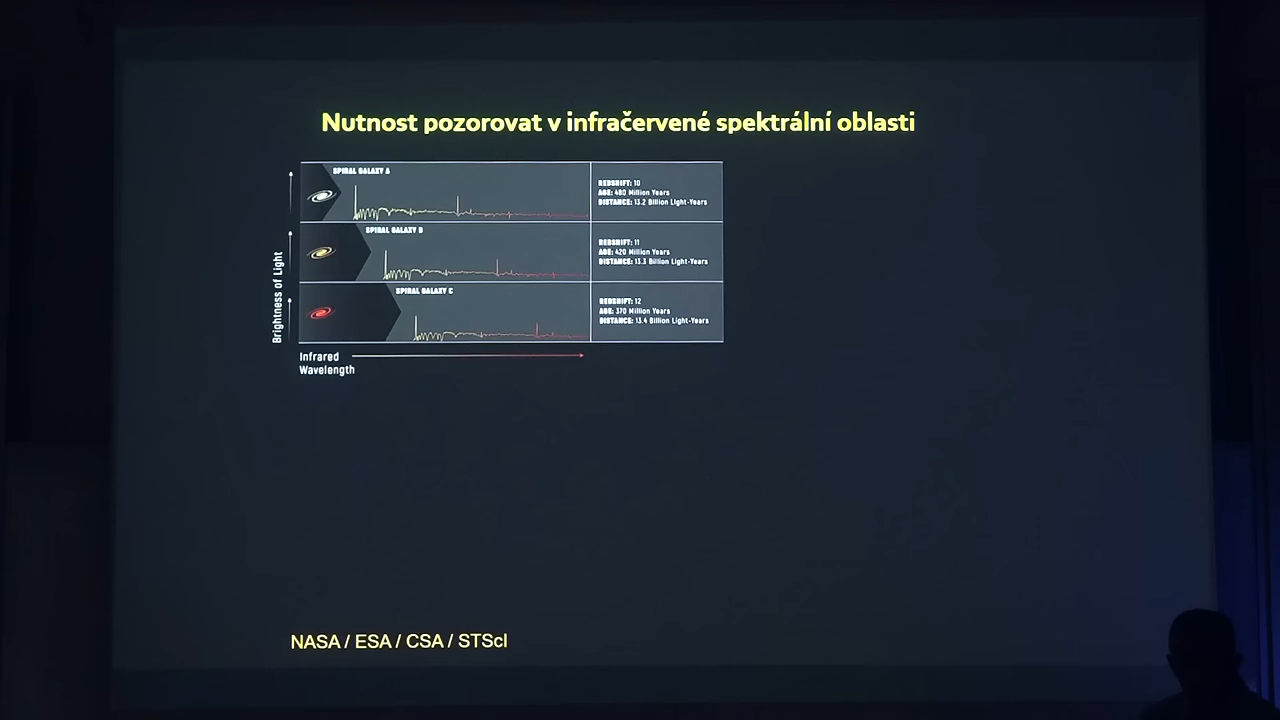 Nutnost pozorovat v infračervené spektrální oblasti
SPIRAL GALAXY A
REDSHIFT: 10
AGE: 480 Million Years
DISTANCE: 13.2 Billion Light-Years
SPIRAL GALAXY B
REDSHIFT: 11
AGE: 420 Million Years
DISTANCE: 13.3 Billion Light-Years
SPIRAL GALAXY C
REDSHIFT: 12
AGE: 370 Million Years
DISTANCE: 13.4 Billion Light-Years
Brightness of Light
Infrared
Wavelength
NASA / ESA / CSA / STScI